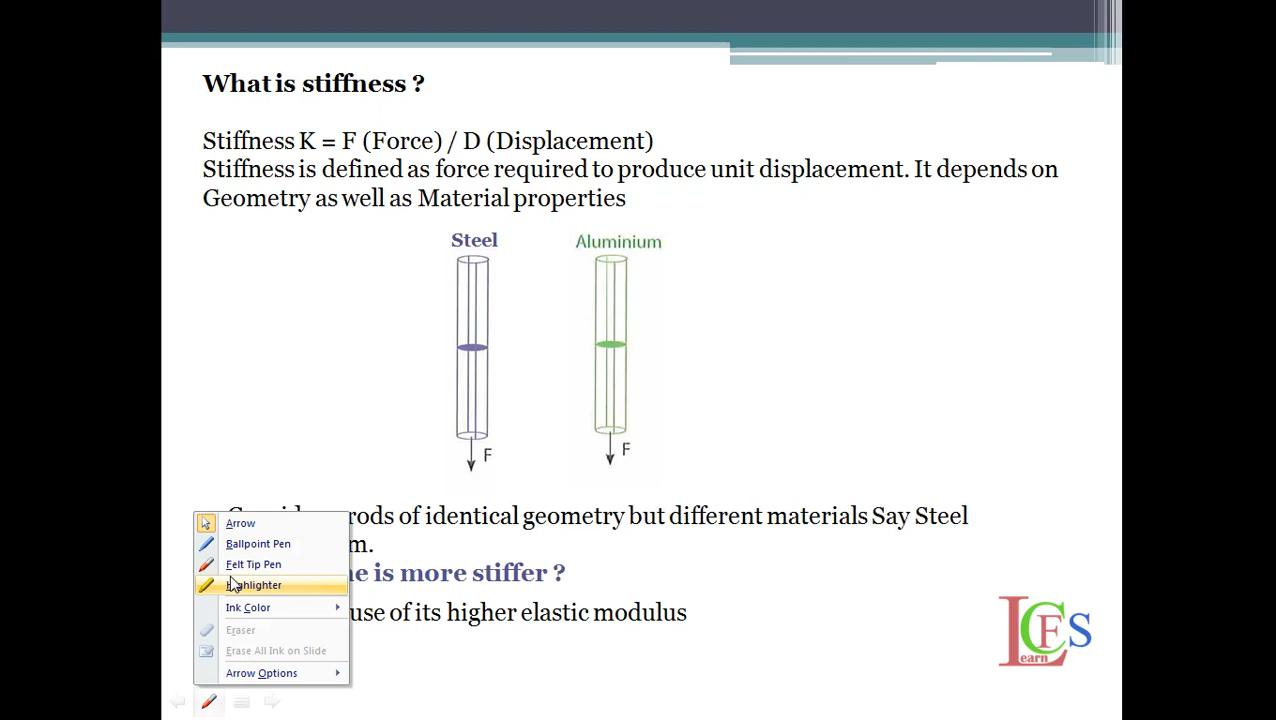 What is stiffness ?
Stiffness K = F (Force) / D (Displacement)
Stiffness is defined as force required to produce unit displacement. It depends on
Geometry as well as Material properties
Steel
Aluminium
F
F
rods of identical geometry but different materials Say Steel
is more stiffer ?
of its higher elastic modulus
Arrow
Ballpoint Pen
Felt Tip Pen
Highlighter
Ink Color
Eraser
Erase All Ink on Slide
Arrow Options
LCFS
earn